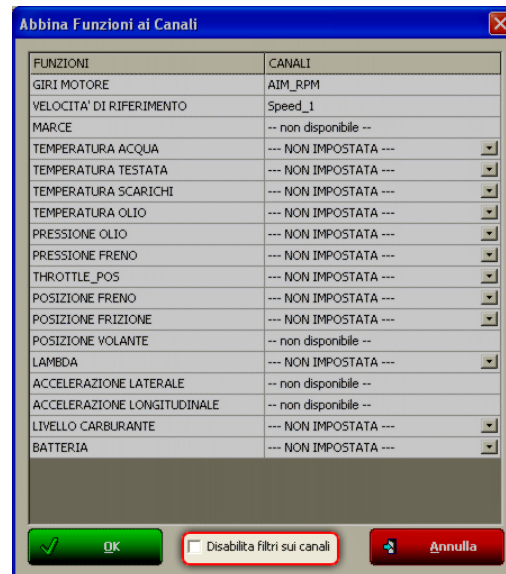 Abbina Funzioni ai Canali
FUNZIONI CANALI
GIRI MOTORE AIM_RPM
VELOCITA' DI RIFERIMENTO Speed_1
MARCE -- non disponibile --
TEMPERATURA ACQUA --- NON IMPOSTATA ---
TEMPERATURA TESTATA --- NON IMPOSTATA ---
TEMPERATURA SCARICHI --- NON IMPOSTATA ---
TEMPERATURA OLIO --- NON IMPOSTATA ---
PRESSIONE OLIO --- NON IMPOSTATA ---
PRESSIONE FRENO --- NON IMPOSTATA ---
THROTTLE_POS --- NON IMPOSTATA ---
POSIZIONE FRENO --- NON IMPOSTATA ---
POSIZIONE FRIZIONE --- NON IMPOSTATA ---
POSIZIONE VOLANTE -- non disponibile --
LAMBDA --- NON IMPOSTATA ---
ACCELERAZIONE LATERALE -- non disponibile --
ACCELERAZIONE LONGITUDINALE -- non disponibile --
LIVELLO CARBURANTE --- NON IMPOSTATA ---
BATTERIA --- NON IMPOSTATA ---
OK Disabilita filtri sui canali Annulla